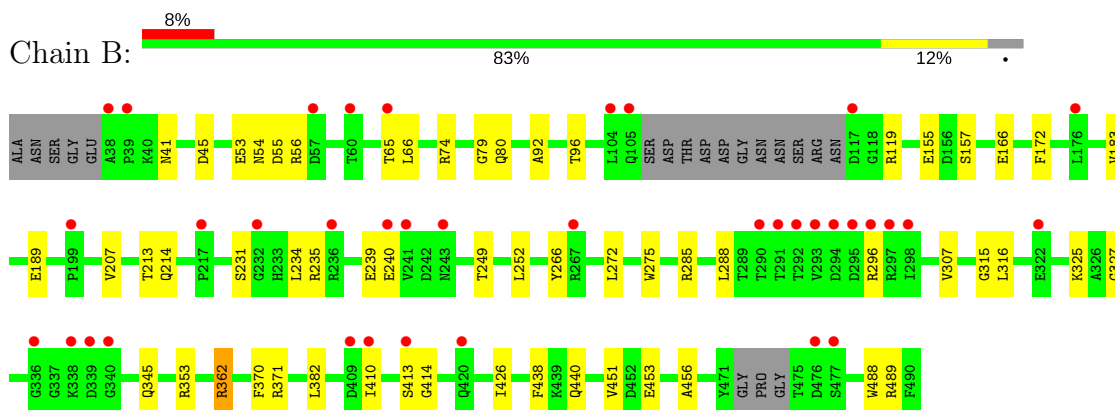 8%
Chain B:
83% 12% •
ALA ASN SER GLY GLU A38 P39 K40 N41 D45 E53 N54 D55 R56 D57 T60 T65 L66 R74 G79 Q80 A92 T96 L104 Q105 SER ASP THR ASP ASP GLY ASN ASN SER ARG ASN D117 G118 R119 E155 D156 S157 E166 F172 L176 V183
E189 P199 V207 T213 Q214 P217 S231 G232 H233 L234 R235 R236 E239 E240 V241 D242 N243 T249 L252 Y266 R267 L272 W275 R285 L288 T289 T290 T291 T292 V293 D294 D295 R296 R297 I298 V307 G315 L316 E322 K325 A326
G336 G337 K338 D339 G340 Q345 R353 R362 F370 R371 L382 D409 I410 S413 G414 Q420 I426 F438 K439 Q440 V451 D452 E453 A456 Y471 GLY PRO GLY T475 D476 S477 W488 R489 F490